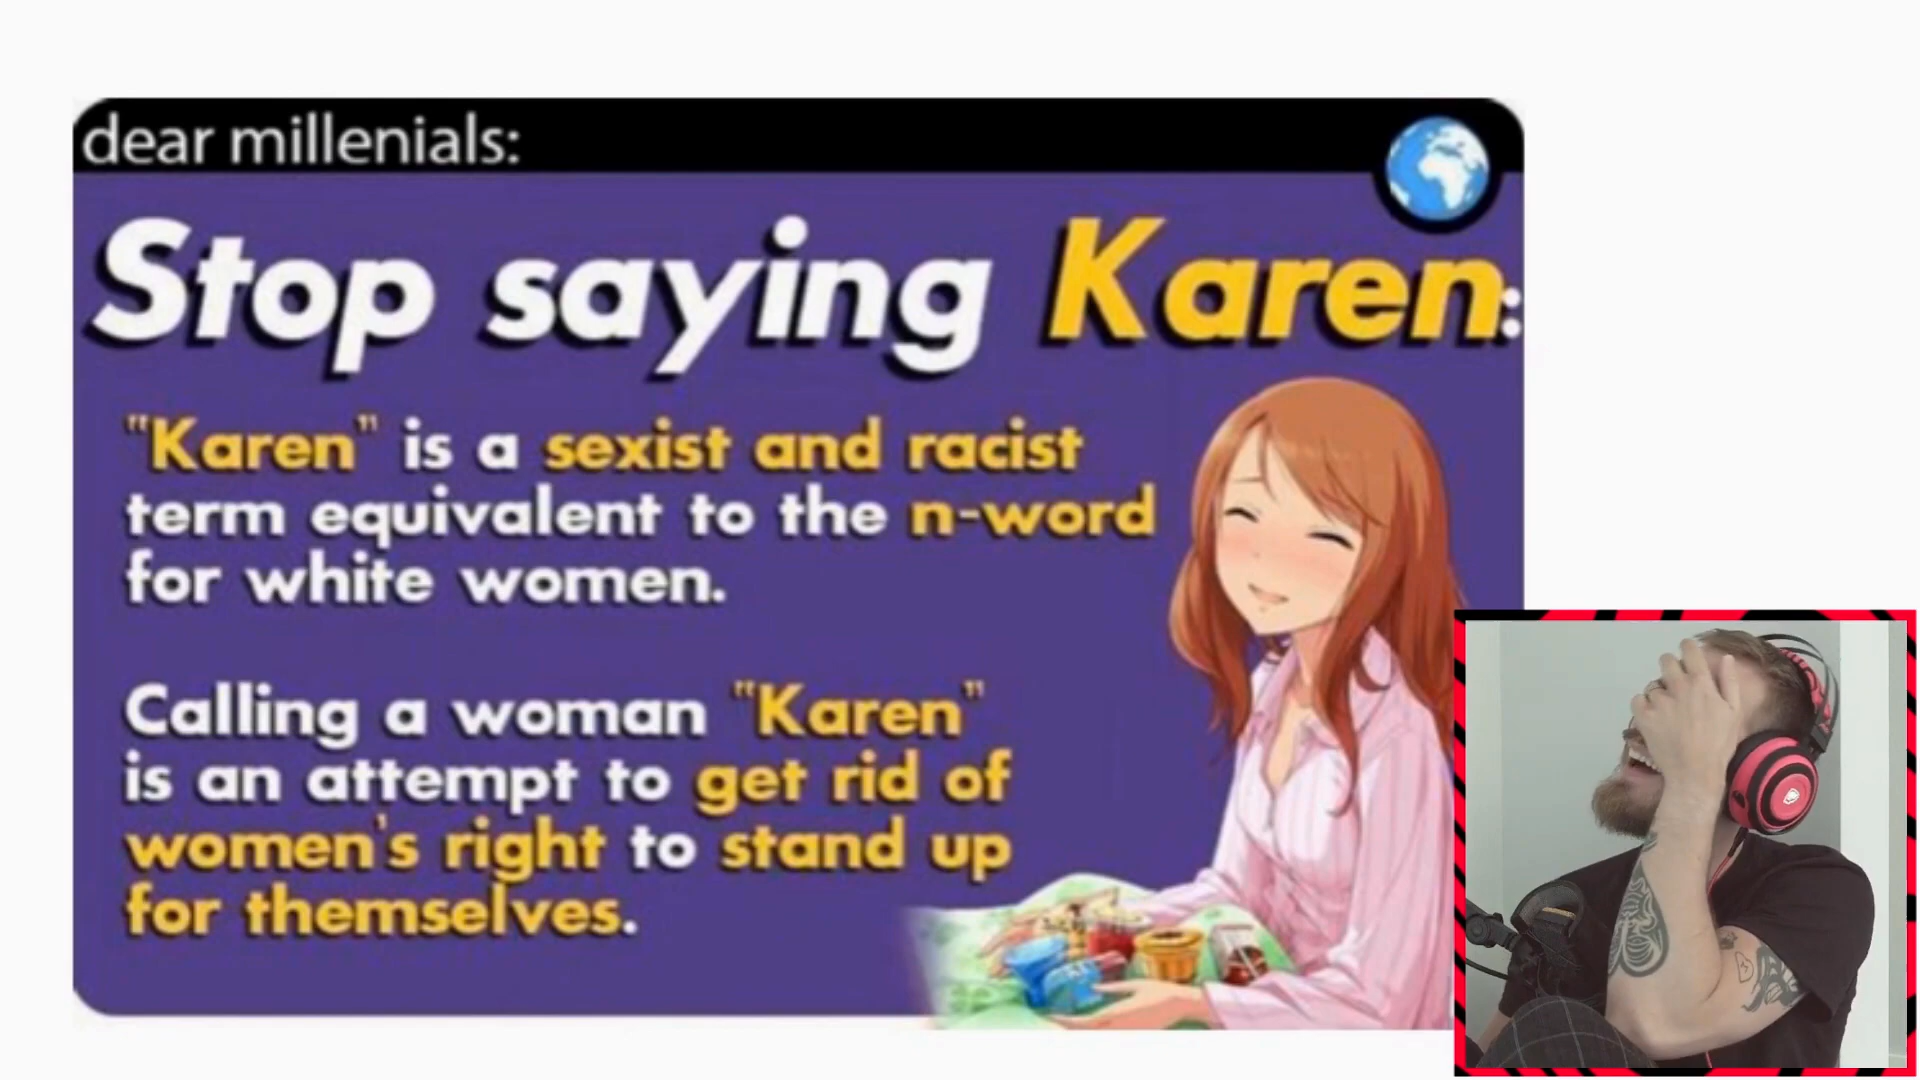 dear millenials:
Stop saying Karen:
"Karen" is a sexist and racist
term equivalent to the n-word
for white women.
Calling a woman "Karen"
is an attempt to get rid of
women's right to stand up
for themselves.